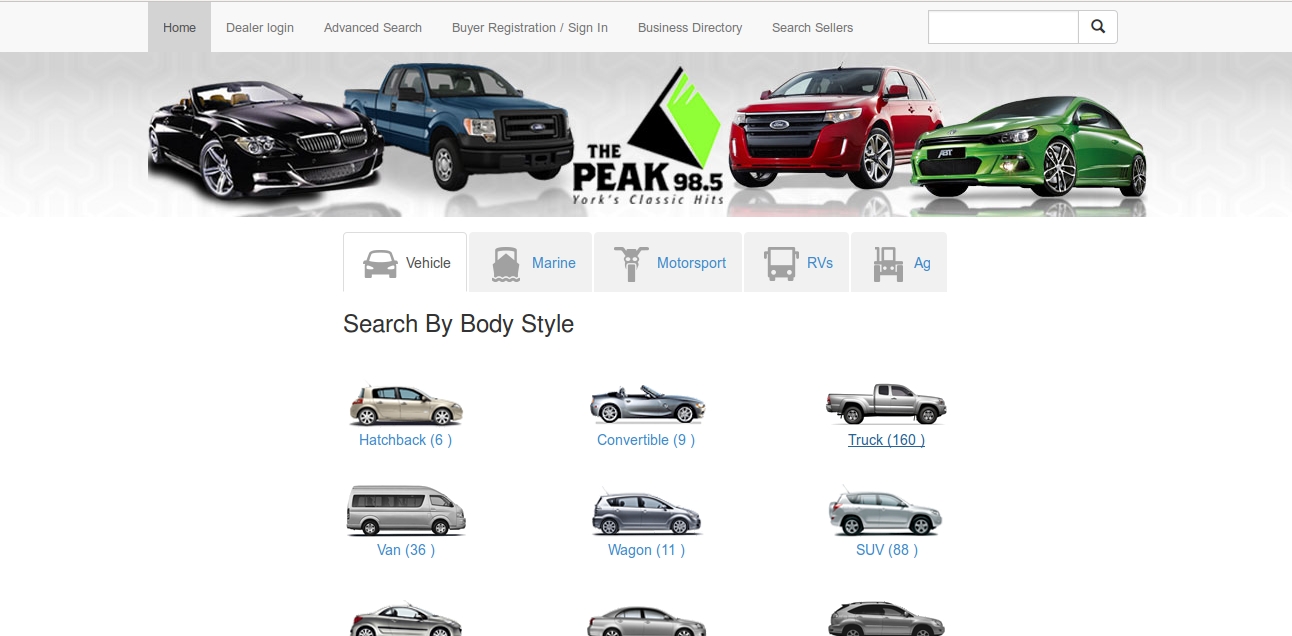 Home Dealer login Advanced Search Buyer Registration / Sign In Business Directory Search Sellers
THE
PEAK 98.5
York's Classic Hits
ABT
Vehicle Marine Motorsport RVs Ag
Search By Body Style
Hatchback (6 ) Convertible (9 ) Truck (160 )
Van (36 ) Wagon (11 ) SUV (88 )